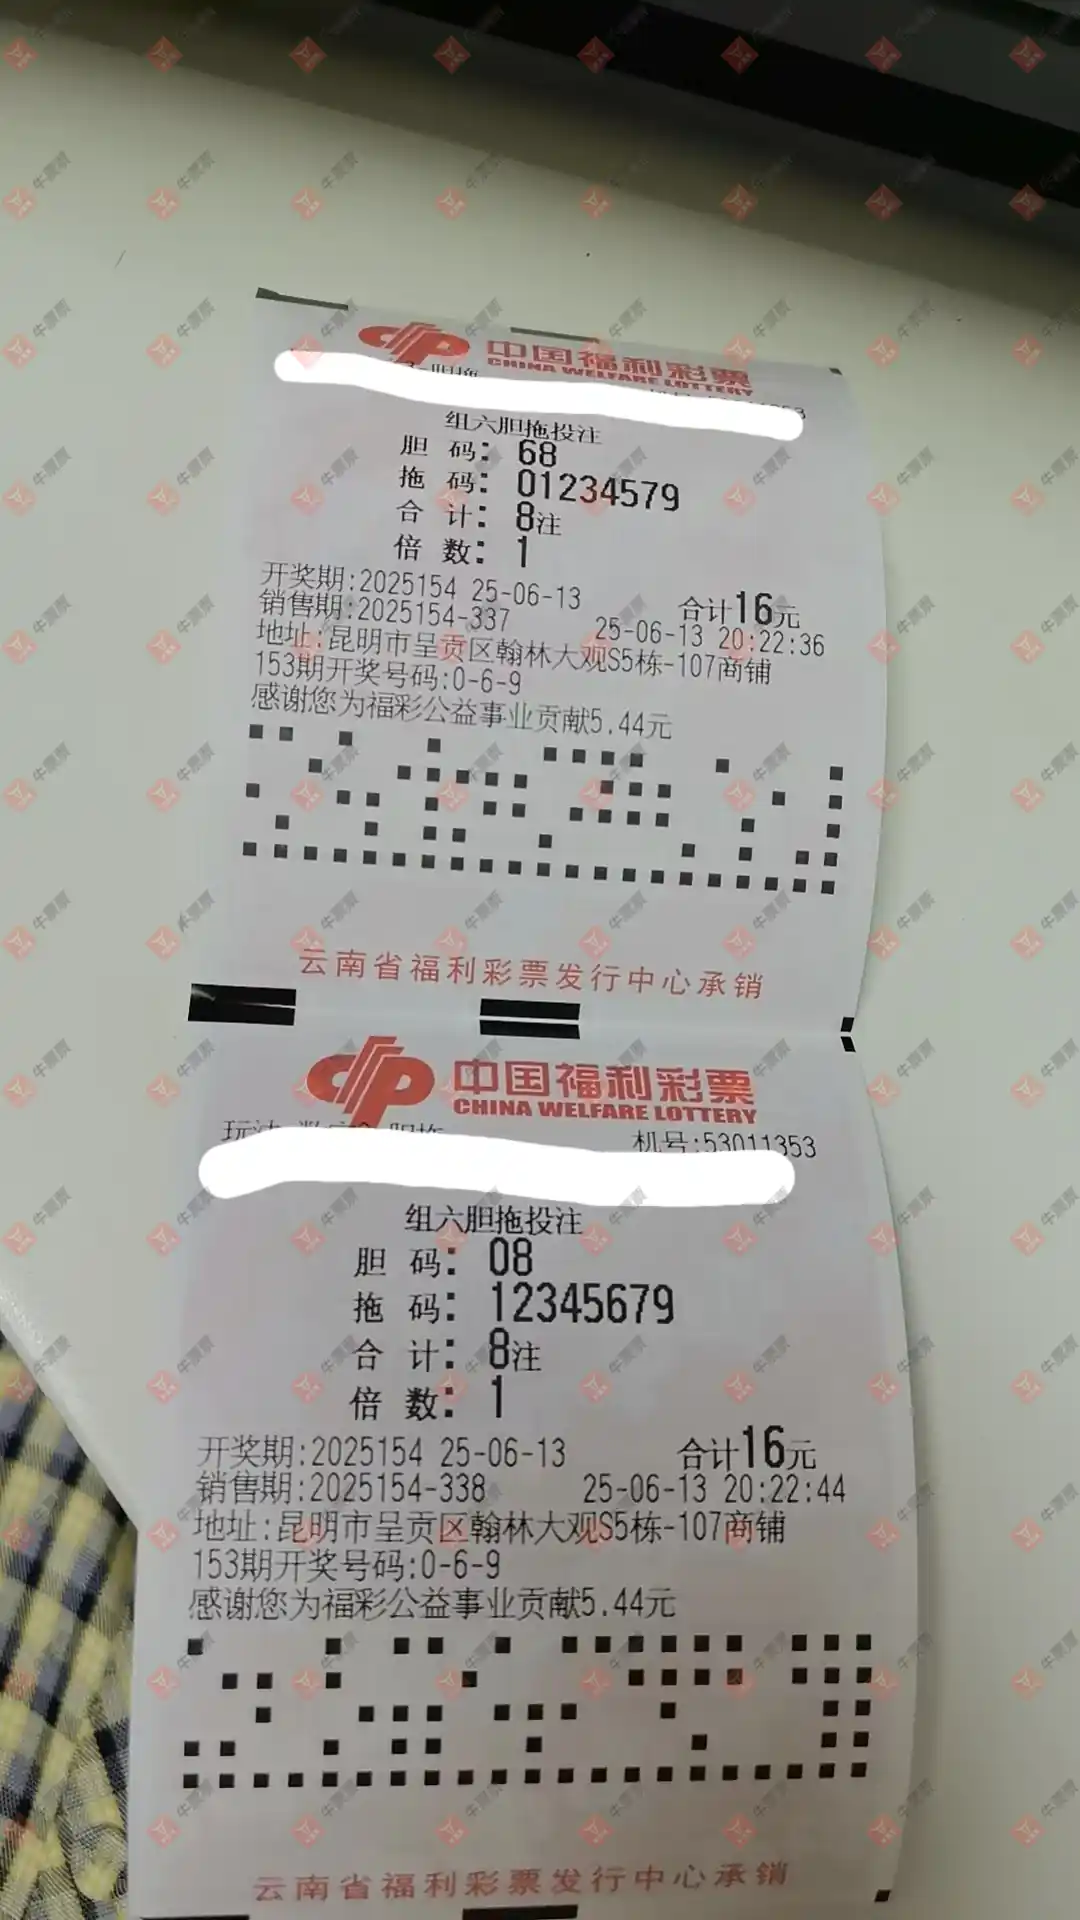 中国福利彩票
CHINA WELFARE LOTTERY
组六胆拖投注
胆 码: 68
拖 码: 01234579
合 计: 8注
倍 数: 1
开奖期:2025154 25-06-13 合计16元
销售期:2025154-337 25-06-13 20:22:36
地址:昆明市呈贡区翰林大观S5栋-107商铺
153期开奖号码:0-6-9
感谢您为福彩公益事业贡献5.44元
云南省福利彩票发行中心承销
中国福利彩票
CHINA WELFARE LOTTERY
机号:53011353
组六胆拖投注
胆 码: 08
拖 码: 12345679
合 计: 8注
倍 数: 1
开奖期:2025154 25-06-13 合计16元
销售期:2025154-338 25-06-13 20:22:44
地址:昆明市呈贡区翰林大观S5栋-107商铺
153期开奖号码:0-6-9
感谢您为福彩公益事业贡献5.44元
云南省福利彩票发行中心承销
牛票票